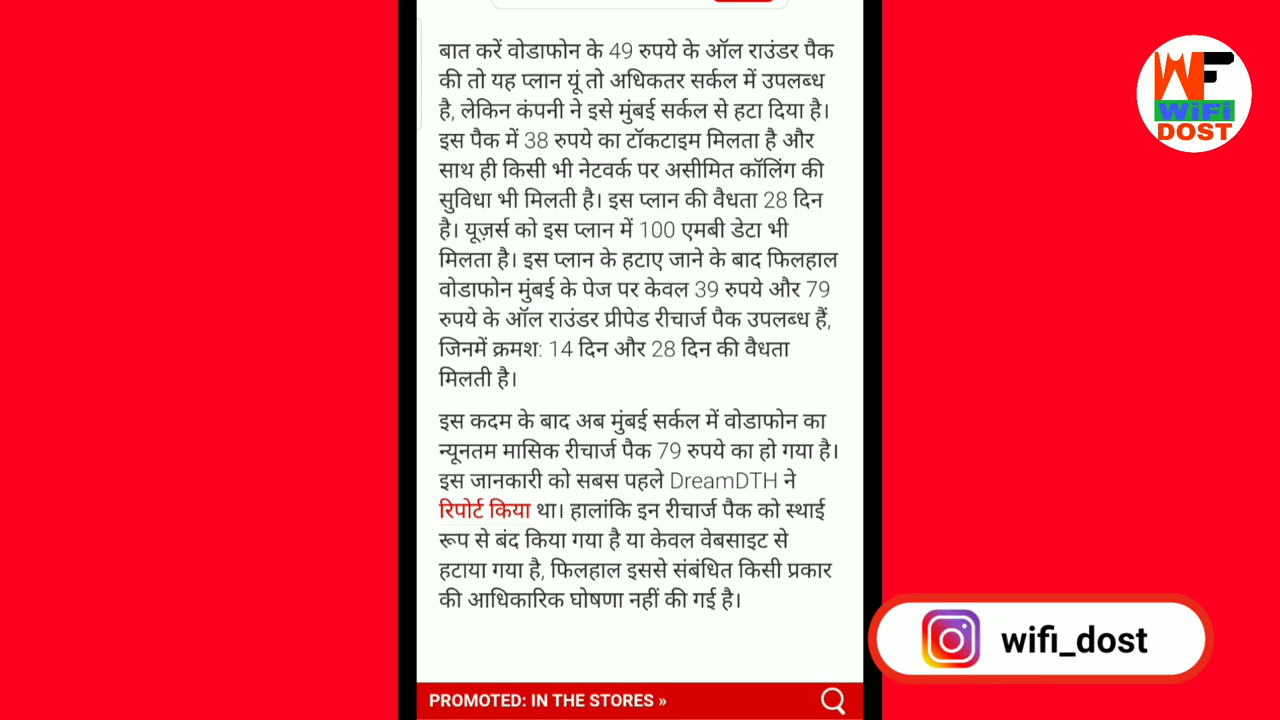 बात करें वोडाफोन के 49 रुपये के ऑल राउंडर पैक
की तो यह प्लान यूं तो अधिकतर सर्कल में उपलब्ध
है, लेकिन कंपनी ने इसे मुंबई सर्कल से हटा दिया है।
इस पैक में 38 रुपये का टॉकटाइम मिलता है और
साथ ही किसी भी नेटवर्क पर असीमित कॉलिंग की
सुविधा भी मिलती है। इस प्लान की वैधता 28 दिन
है। यूज़र्स को इस प्लान में 100 एमबी डेटा भी
मिलता है। इस प्लान के हटाए जाने के बाद फिलहाल
वोडाफोन मुंबई के पेज पर केवल 39 रुपये और 79
रुपये के ऑल राउंडर प्रीपेड रीचार्ज पैक उपलब्ध हैं,
जिनमें क्रमश: 14 दिन और 28 दिन की वैधता
मिलती है।
इस कदम के बाद अब मुंबई सर्कल में वोडाफोन का
न्यूनतम मासिक रीचार्ज पैक 79 रुपये का हो गया है।
इस जानकारी को सबस पहले DreamDTH ने
रिपोर्ट किया था। हालांकि इन रीचार्ज पैक को स्थाई
रूप से बंद किया गया है या केवल वेबसाइट से
हटाया गया है, फिलहाल इससे संबंधित किसी प्रकार
की आधिकारिक घोषणा नहीं की गई है।
PROMOTED: IN THE STORES »
WF
WiFi
DOST
wifi_dost